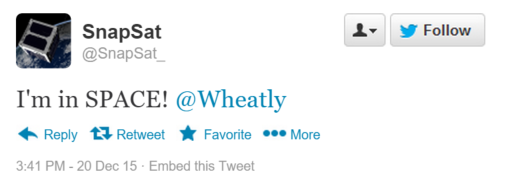 SnapSat
@SnapSat_
Follow
I'm in SPACE! @Wheatly
Reply Retweet Favorite More
3:41 PM - 20 Dec 15 · Embed this Tweet